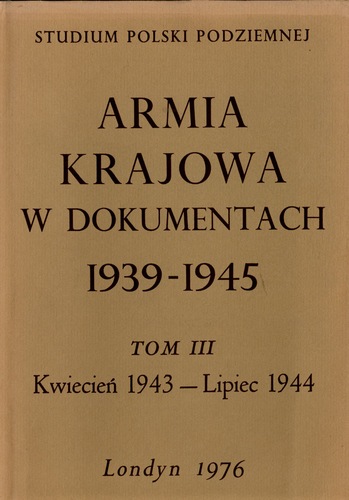 STUDIUM POLSKI PODZIEMNEJ
ARMIA
KRAJOWA
W DOKUMENTACH
1939-1945
TOM III
Kwiecień 1943 — Lipiec 1944
Londyn 1976